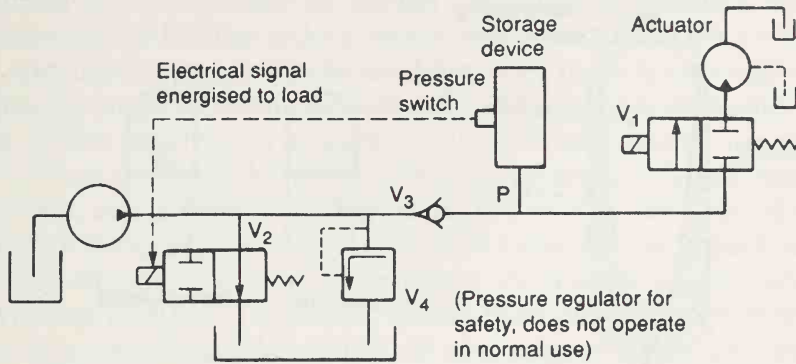 Storage
device
Actuator
Electrical signal
energised to load
Pressure
switch
V1
P
V3
V2
V4
(Pressure regulator for
safety, does not operate
in normal use)